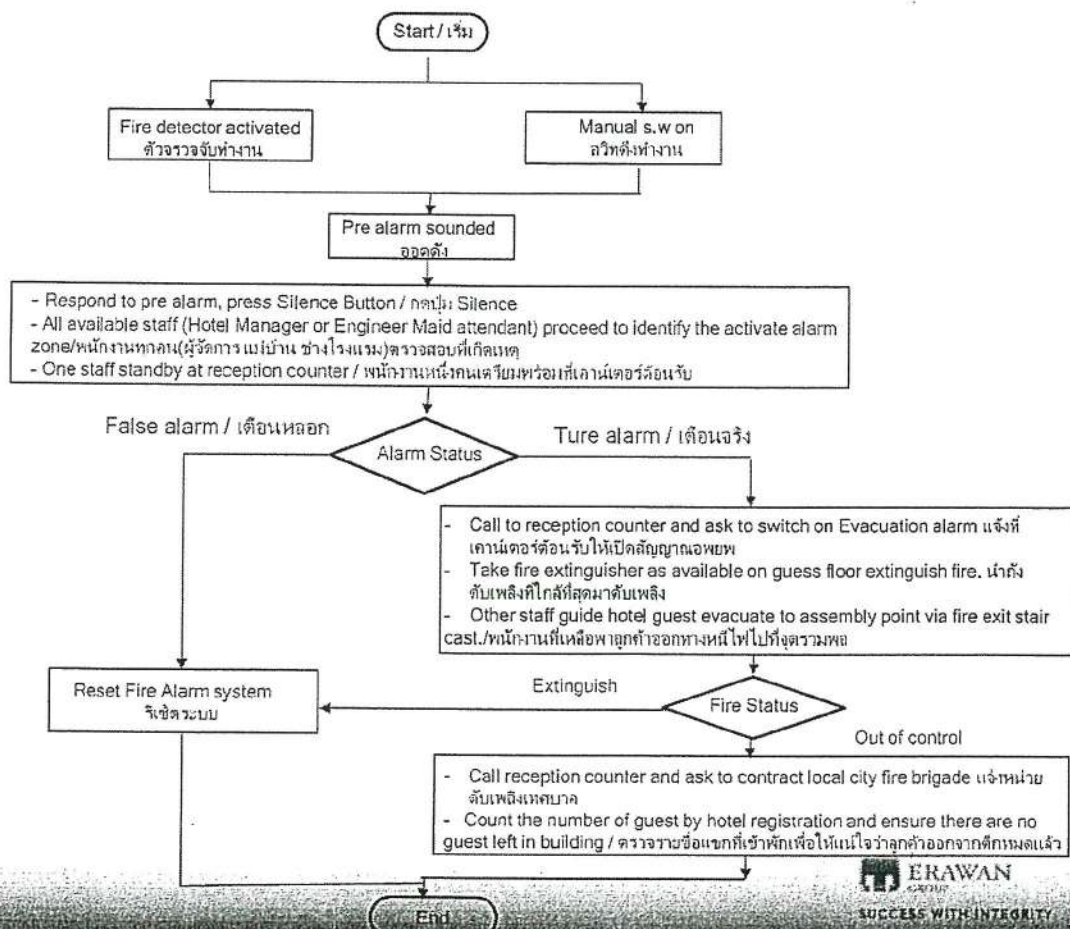 Start / เริ่ม
Fire detector activated
ตัวจรวจจับทำงาน
Manual s.w on
สวิทดึงทำงาน
Pre alarm sounded
ออดดัง
- Respond to pre alarm, press Silence Button / กดปุ่ม Silence
- All available staff (Hotel Manager or Engineer Maid attendant) proceed to identify the activate alarm
zone/พนักงานทุกคน(ผู้จัดการ แม่บ้าน ช่างโรงแรม)ตรวจสอบที่เกิดเหตุ
- One staff standby at reception counter / พนักงานหนึ่งคนเตรียมพร้อมที่เคาน์เตอร์ต้อนรับ
False alarm / เตือนหลอก
Ture alarm / เตือนจริง
Alarm Status
- Call to reception counter and ask to switch on Evacuation alarm แจ้งที่
เคาน์เตอร์ต้อนรับให้เปิดสัญญาณอพยพ
- Take fire extinguisher as available on guess floor extinguish fire. นำถัง
ดับเพลิงที่ใกล้ที่สุดมาดับเพลิง
- Other staff guide hotel guest evacuate to assembly point via fire exit stair
cast./พนักงานที่เหลือพาลูกค้าออกทางหนีไฟไปที่จุดรวมพล
Reset Fire Alarm system
รีเซ็ตระบบ
Extinguish
Fire Status
Out of control
- Call reception counter and ask to contract local city fire brigade แจ้งหน่วย
ดับเพลิงเทศบาล
- Count the number of guest by hotel registration and ensure there are no
guest left in building / ตรวจรายชื่อแขกที่เข้าพักเพื่อให้แน่ใจว่าลูกค้าออกจากตึกหมดแล้ว
End
ERAWAN
GROUP
SUCCESS WITH INTEGRITY